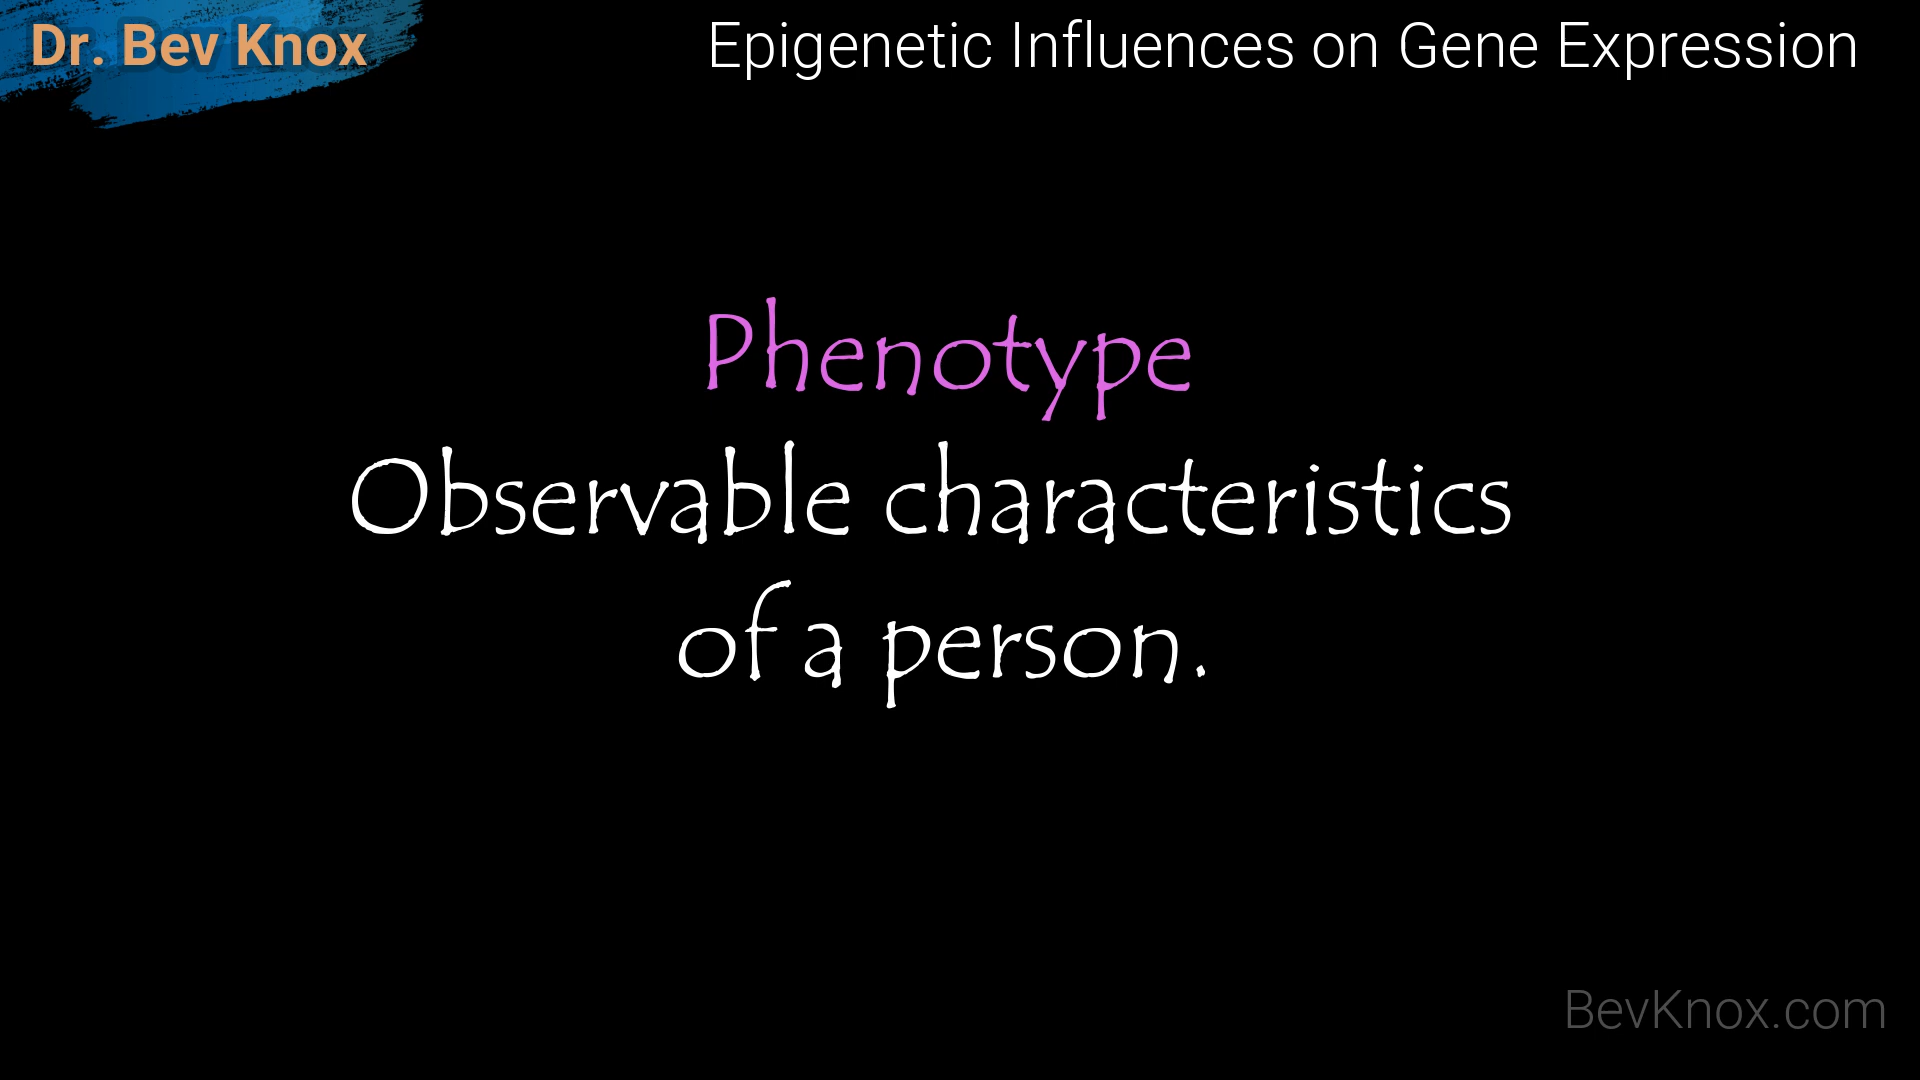 Dr. Bev Knox
Epigenetic Influences on Gene Expression
Phenotype
Observable characteristics
of a person.
BevKnox.com